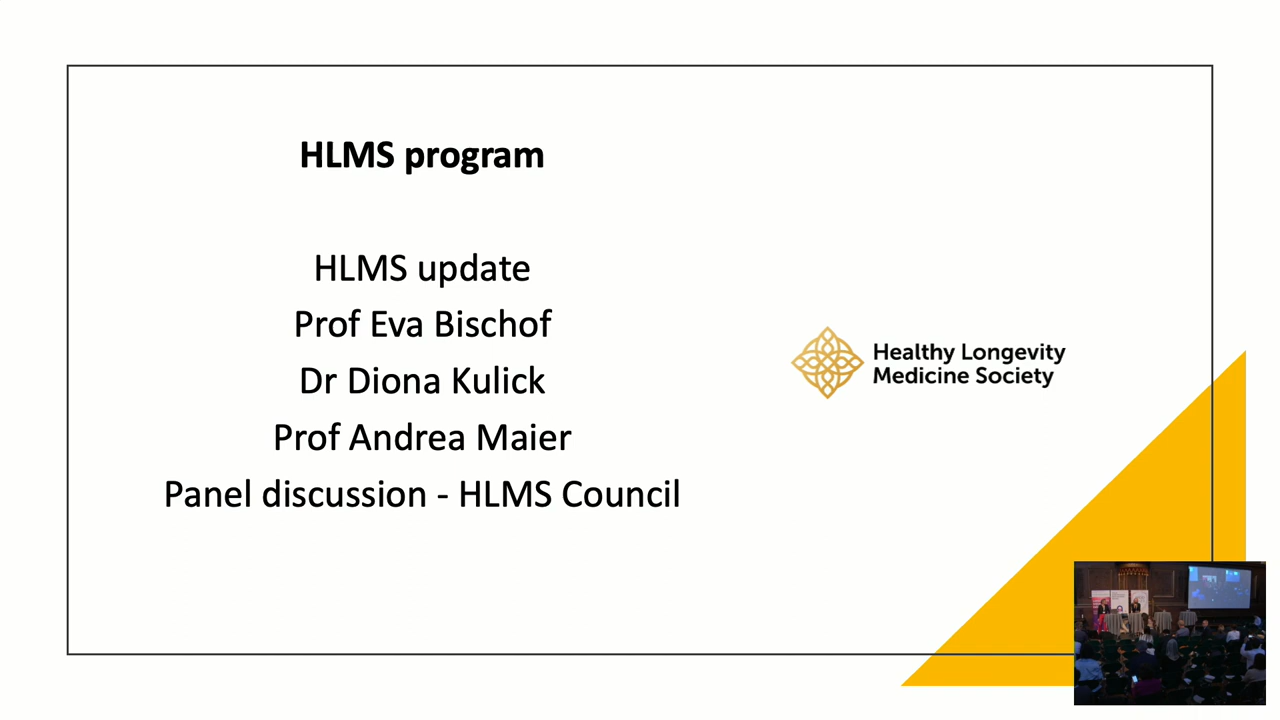 HLMS program
HLMS update
Prof Eva Bischof
Dr Diona Kulick
Prof Andrea Maier
Panel discussion - HLMS Council
Healthy Longevity
Medicine Society